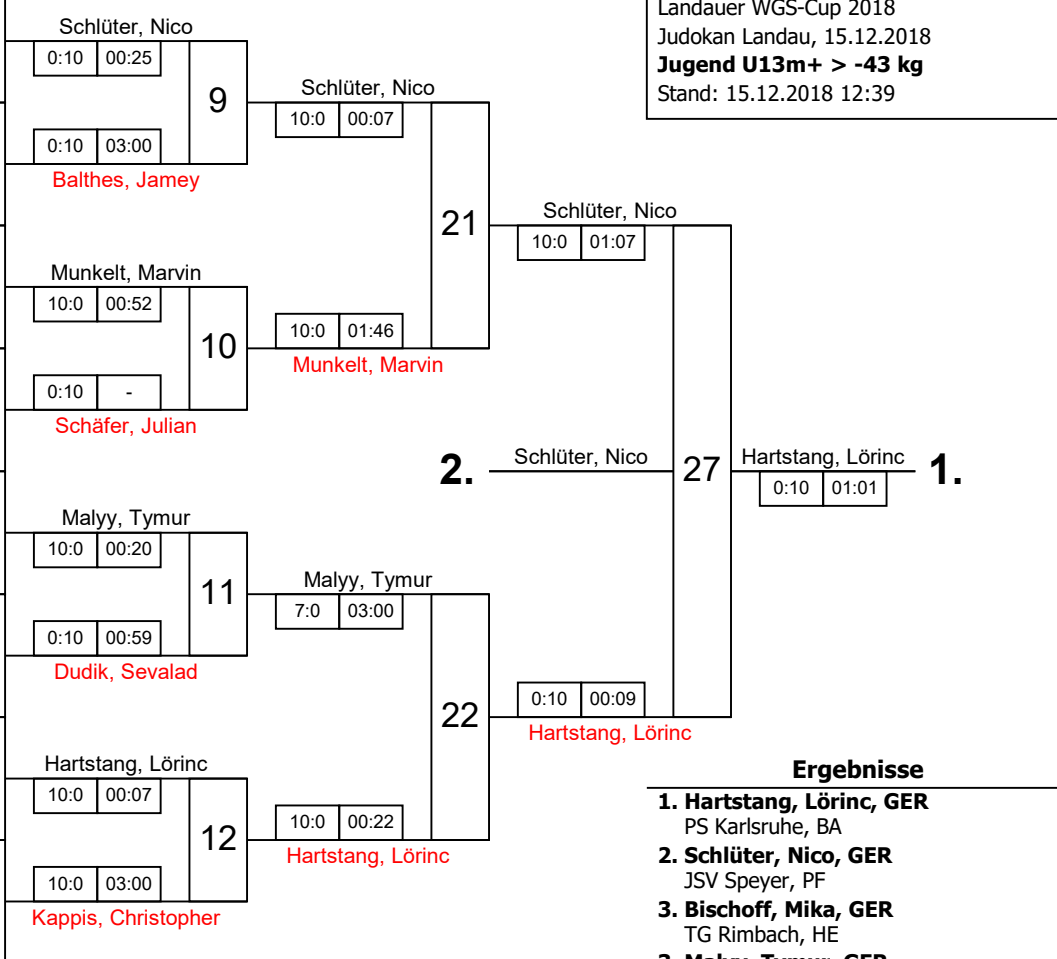 Landauer WGS-Cup 2018
Judokan Landau, 15.12.2018
Jugend U13m+ > -43 kg
Stand: 15.12.2018 12:39
Schlüter, Nico
0:10 00:25
9
0:10 03:00
Balthes, Jamey
Schlüter, Nico
10:0 00:07
21
Munkelt, Marvin
10:0 00:52
10
0:10 -
Schäfer, Julian
10:0 01:46
Munkelt, Marvin
Schlüter, Nico
10:0 01:07
2. Schlüter, Nico
27
Hartstang, Lörinc 1.
0:10 01:01
Malyy, Tymur
10:0 00:20
11
0:10 00:59
Dudik, Sevalad
Malyy, Tymur
7:0 03:00
22
0:10 00:09
Hartstang, Lörinc
Hartstang, Lörinc
10:0 00:07
12
10:0 03:00
Kappis, Christopher
10:0 00:22
Hartstang, Lörinc
Ergebnisse
1. Hartstang, Lörinc, GER
PS Karlsruhe, BA
2. Schlüter, Nico, GER
JSV Speyer, PF
3. Bischoff, Mika, GER
TG Rimbach, HE
3. Malyy, Tymur, GER